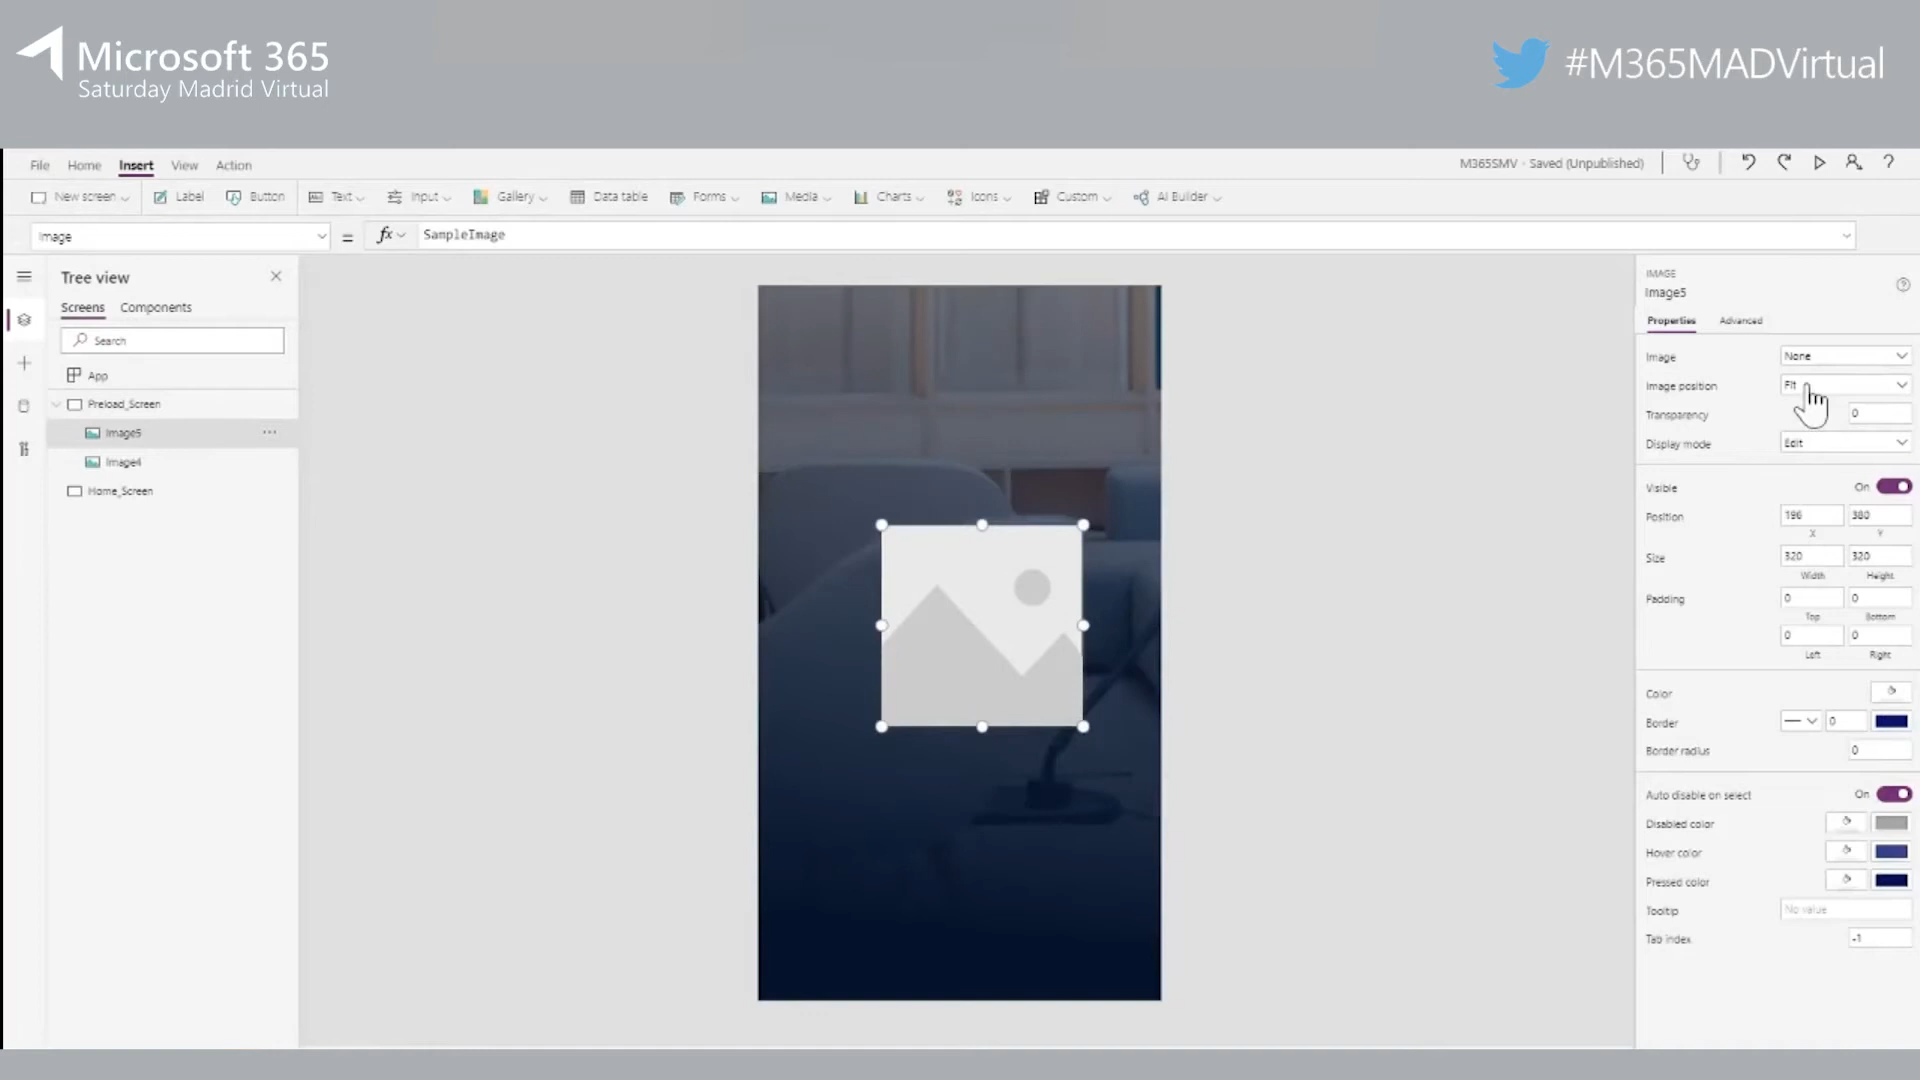 Microsoft 365
Saturday Madrid Virtual
#M365MADVirtual
File Home Insert View Action
M365SMV - Saved (Unpublished)
?
New screen Label Button Text Input Gallery Data table Forms Media Charts Icons Custom AI Builder
Image = fx SampleImage
Tree view
Screens Components
Search
App
Preload_Screen
Image5 ...
Image4
Home_Screen
IMAGE
Image5
?
Properties Advanced
Image None
Image position Fit
Transparency 0
Display mode Edit
Visible On
Position 196 380
X Y
Size 320 320
Width Height
Padding 0 0
Top Bottom
0 0
Left Right
Color
Border 0
Border radius 0
Auto disable on select On
Disabled color
Hover color
Pressed color
Tooltip No value
Tab index -1